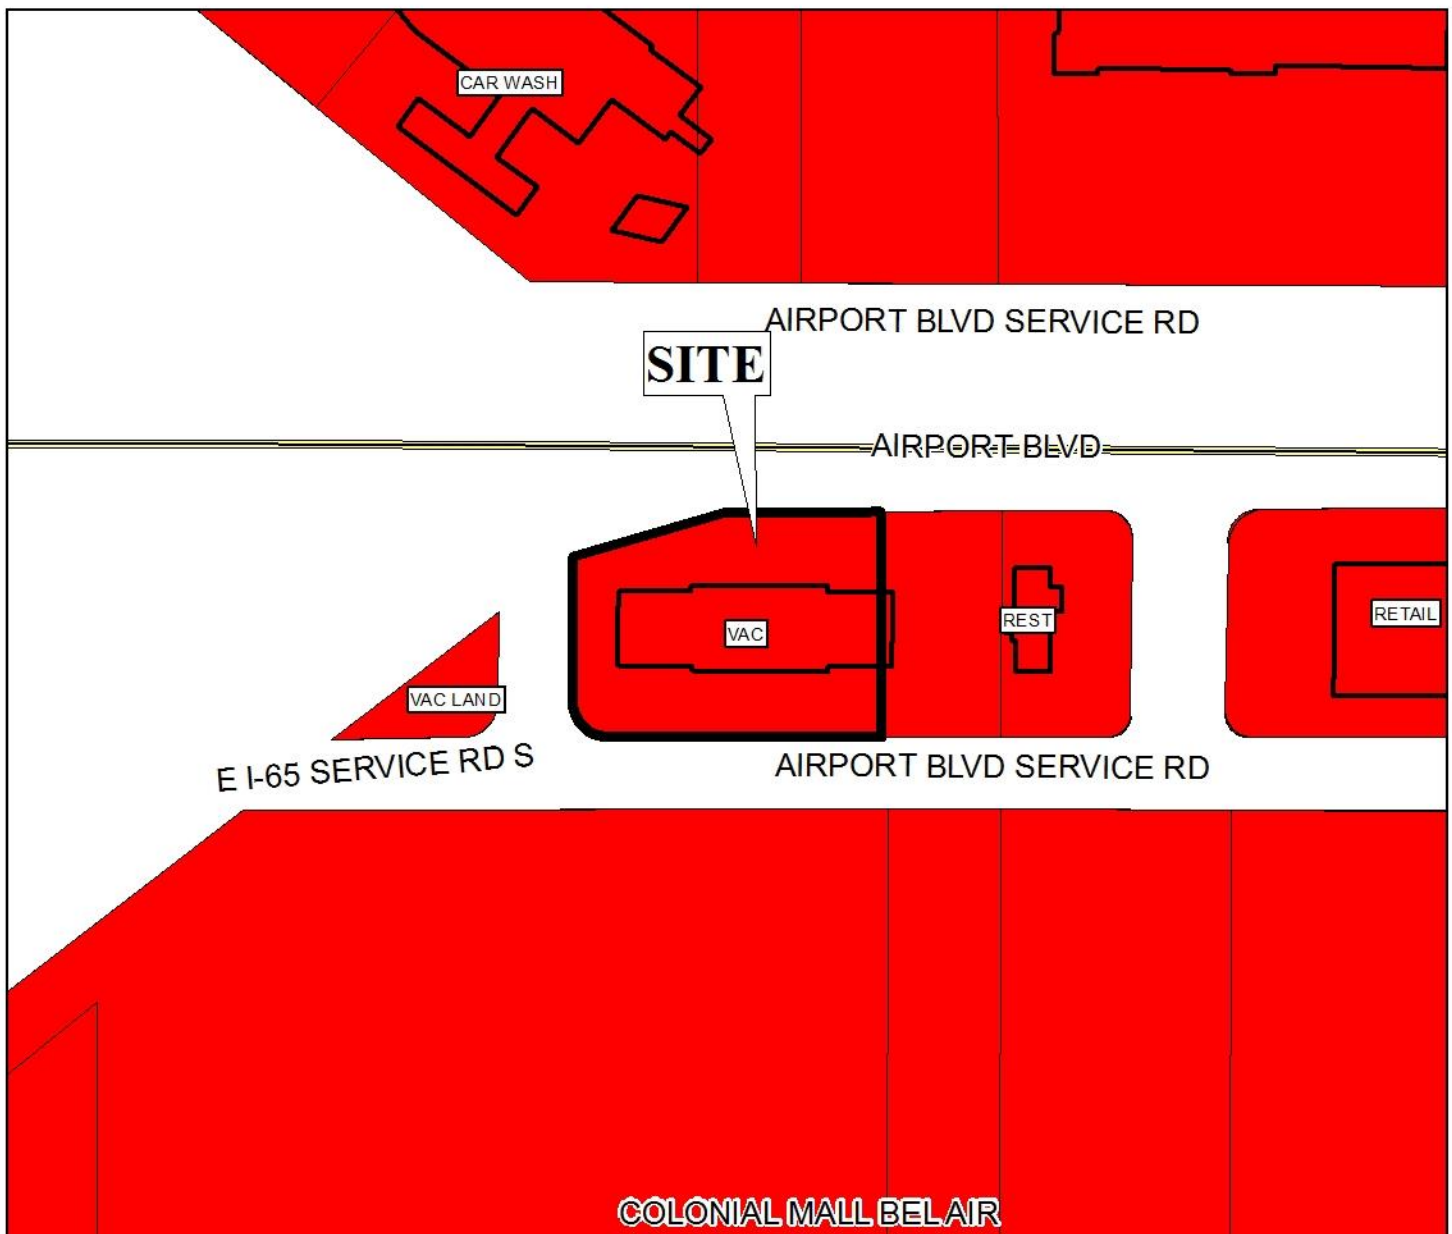 CAR WASH
AIRPORT BLVD SERVICE RD
SITE
AIRPORT BLVD
VAC
REST
RETAIL
VAC LAND
E I-65 SERVICE RD S
AIRPORT BLVD SERVICE RD
COLONIAL MALL BEL AIR